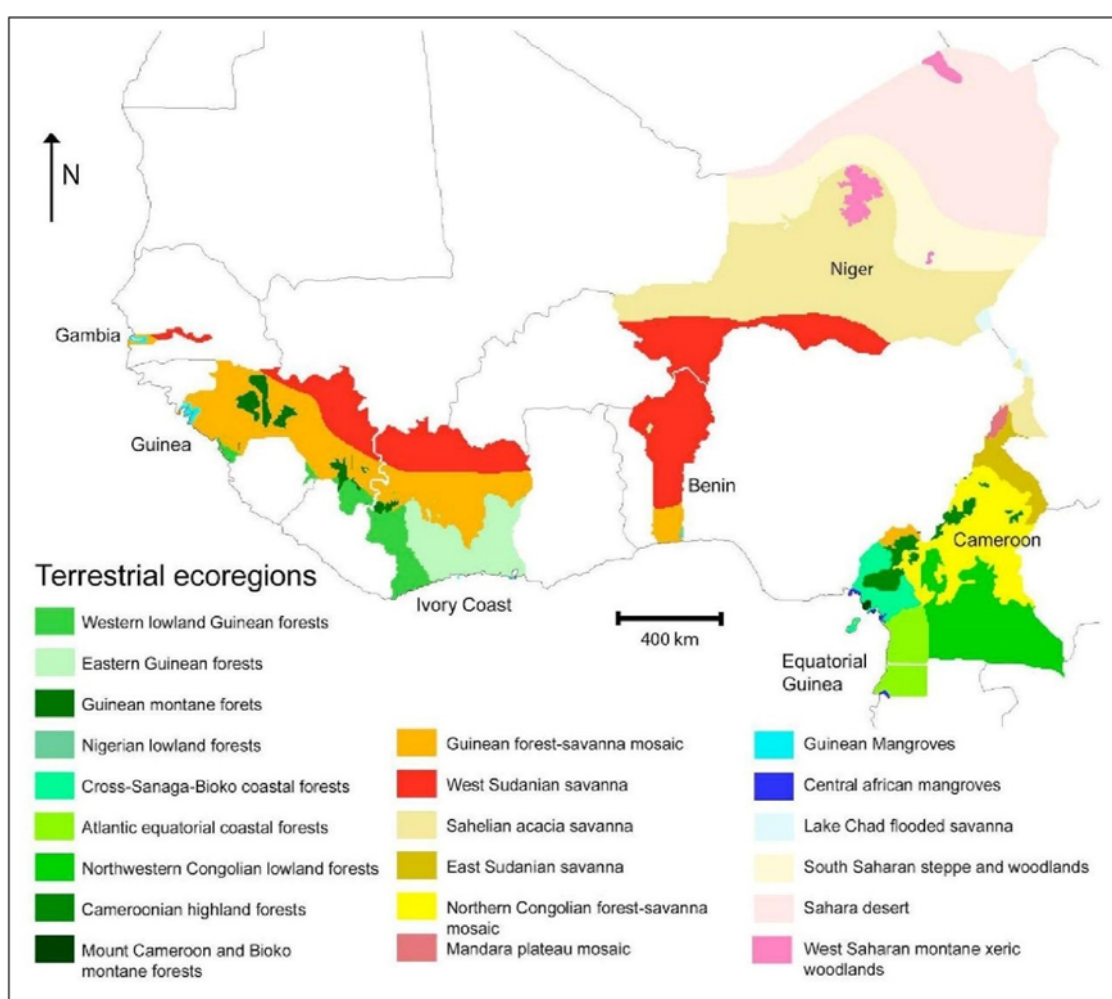 N
Niger
Gambia
Guinea
Benin
Cameroon
Terrestrial ecoregions
Ivory Coast
400 km
Equatorial
Guinea
Western lowland Guinean forests
Eastern Guinean forests
Guinean montane forets
Nigerian lowland forests
Cross-Sanaga-Bioko coastal forests
Atlantic equatorial coastal forests
Northwestern Congolian lowland forests
Cameroonian highland forests
Mount Cameroon and Bioko
montane forests
Guinean forest-savanna mosaic
West Sudanian savanna
Sahelian acacia savanna
East Sudanian savanna
Northern Congolian forest-savanna
mosaic
Mandara plateau mosaic
Guinean Mangroves
Central african mangroves
Lake Chad flooded savanna
South Saharan steppe and woodlands
Sahara desert
West Saharan montane xeric
woodlands